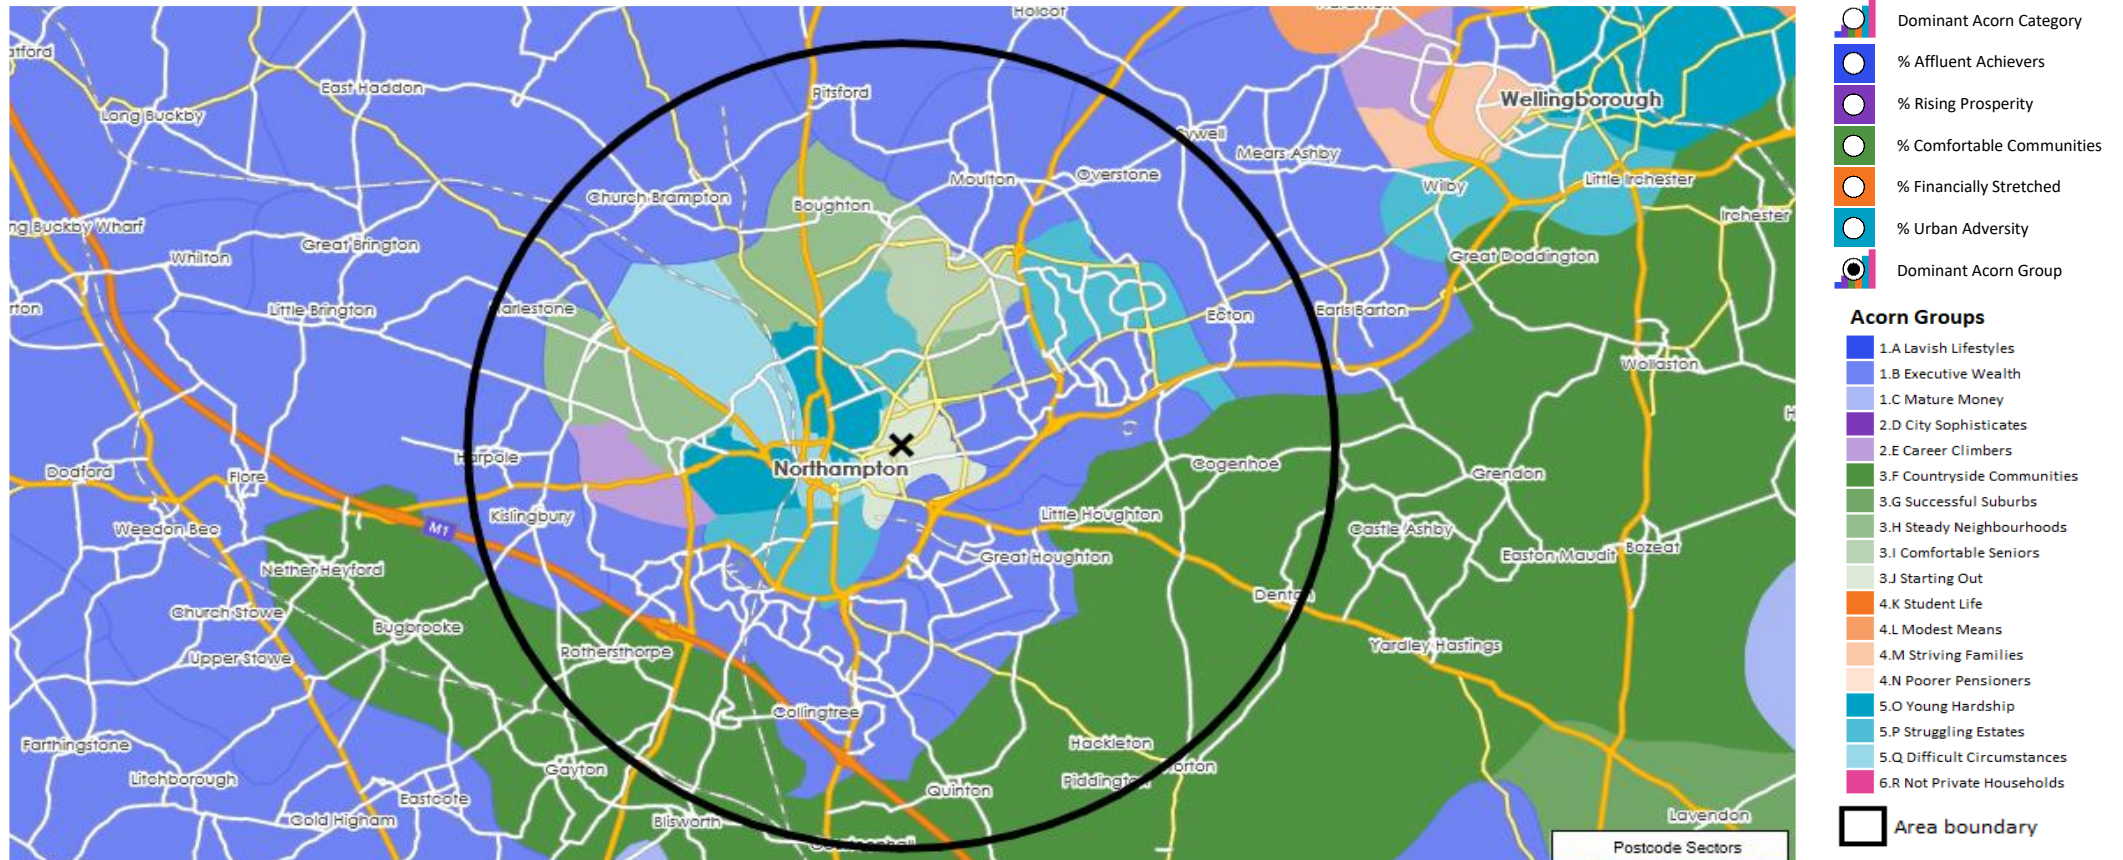 Holcot
East Haddon
Long Buckby
Pitsford
Wellingborough
Sywell
Mears Ashby
Moulton
Overstone
Wilby
Little Irchester
Church Brampton
Boughton
Irchester
ng Buckby Wharf
Great Brington
Whilton
Great Doddington
Little Brington
Harlestone
Ecton
Earls Barton
rton
Wollaston
Northampton
Harpole
Cogenhoe
Grendon
Dodford
Flore
Kislingbury
M1
Little Houghton
Castle Ashby
Weedon Bec
Great Houghton
Easton Maudit
Bozeat
Nether Heyford
Denton
Church Stowe
Bugbrooke
Rothersthorpe
Yardley Hastings
Upper Stowe
Collingtree
Farthingstone
Hackleton
Litchborough
Gayton
Horton
Piddington
Quinton
Eastcote
Cold Higham
Blisworth
Courteenhall
Lavendon
Postcode Sectors
Dominant Acorn Category
% Affluent Achievers
% Rising Prosperity
% Comfortable Communities
% Financially Stretched
% Urban Adversity
Dominant Acorn Group
Acorn Groups
1.A Lavish Lifestyles
1.B Executive Wealth
1.C Mature Money
2.D City Sophisticates
2.E Career Climbers
3.F Countryside Communities
3.G Successful Suburbs
3.H Steady Neighbourhoods
3.I Comfortable Seniors
3.J Starting Out
4.K Student Life
4.L Modest Means
4.M Striving Families
4.N Poorer Pensioners
5.O Young Hardship
5.P Struggling Estates
5.Q Difficult Circumstances
6.R Not Private Households
Area boundary